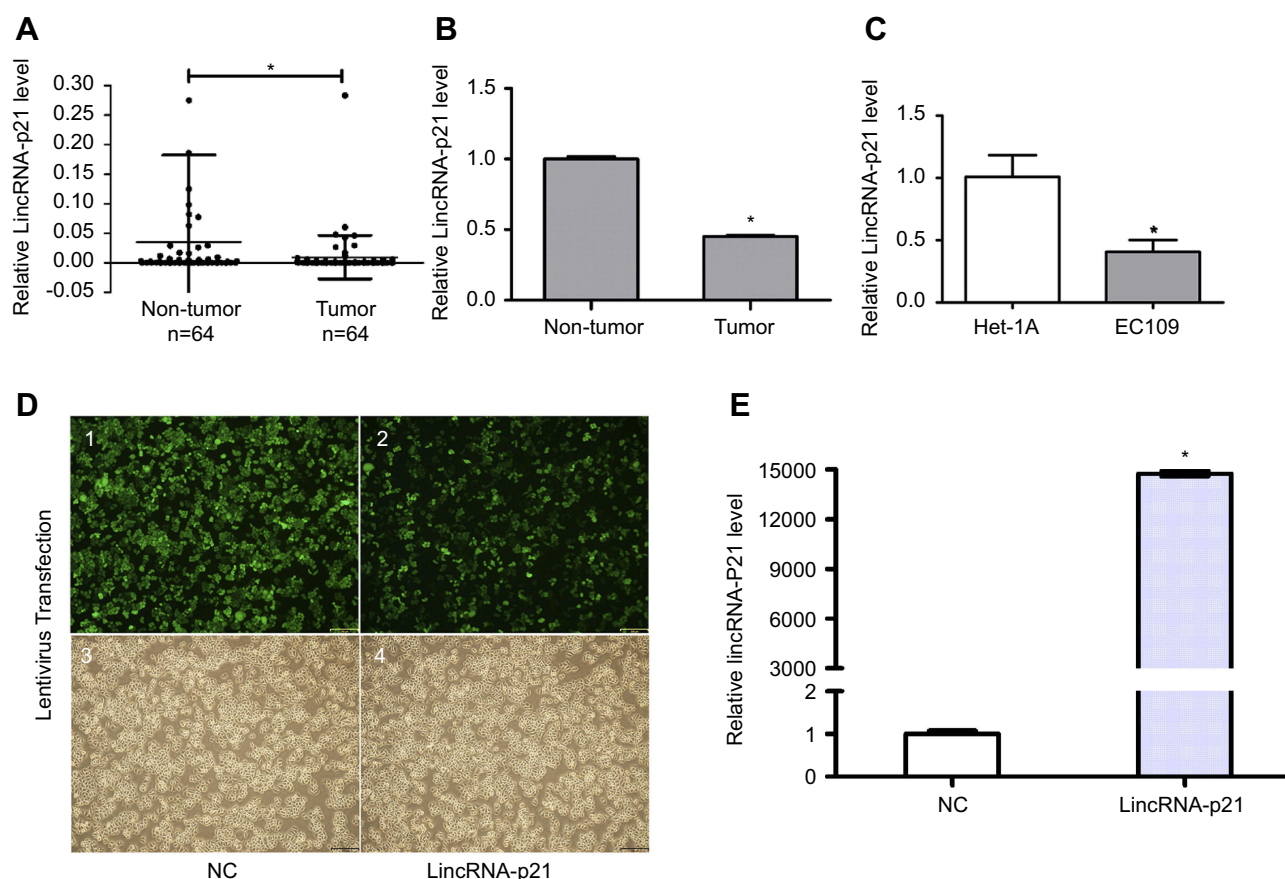 A
Relative LincRNA-p21 level
*
0.30
0.25
0.20
0.15
0.10
0.05
0.00
-0.05
Non-tumor
n=64
Tumor
n=64
B
Relative LincRNA-p21 level
1.5
1.0
0.5
0.0
*
Non-tumor
Tumor
C
Relative LincRNA-p21 level
1.5
1.0
0.5
0.0
*
Het-1A
EC109
D
Lentivirus Transfection
1
2
3
4
NC
LincRNA-p21
E
Relative lincRNA-P21 level
15000
12000
9000
6000
3000
2
1
0
*
NC
LincRNA-p21